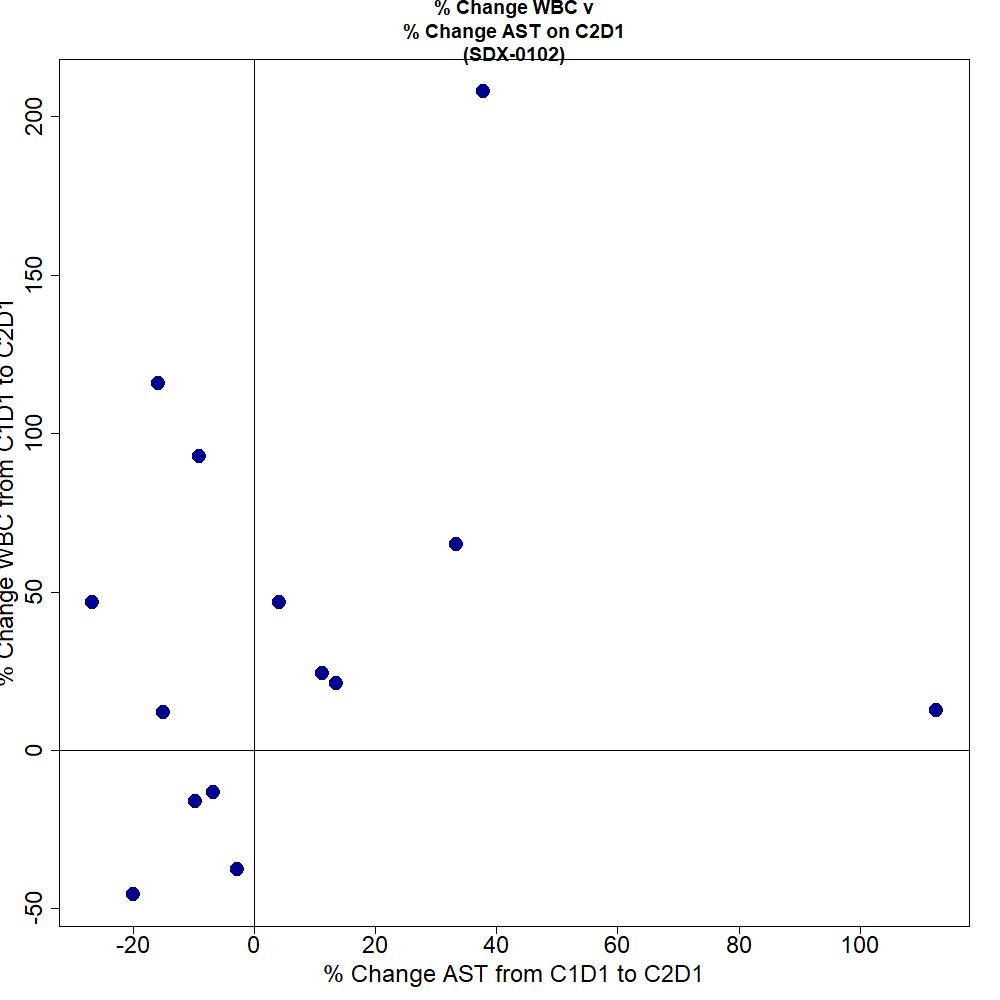 % Change WBC v
% Change AST on C2D1
(SDX-0102)
% Change WBC from C1D1 to C2D1
200
150
100
50
0
-50
-20 0 20 40 60 80 100
% Change AST from C1D1 to C2D1